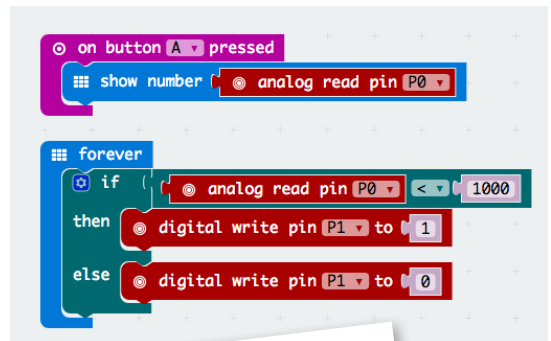 on button A pressed
show number analog read pin P0
forever
if analog read pin P0 < 1000
then digital write pin P1 to 1
else digital write pin P1 to 0